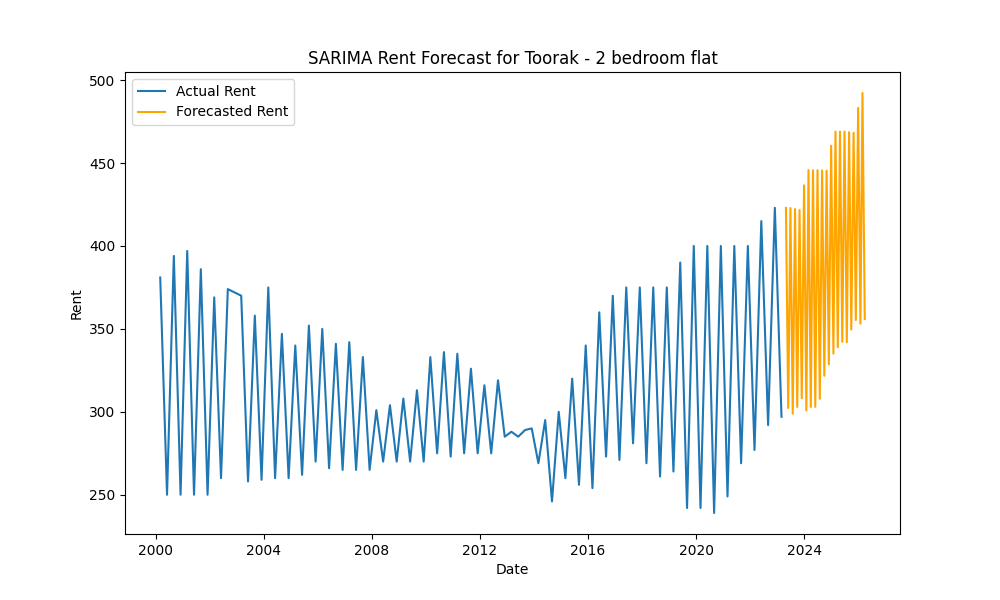 SARIMA Rent Forecast for Toorak - 2 bedroom flat
Actual Rent
Forecasted Rent
500
450
400
350
300
250
Rent
2000 2004 2008 2012 2016 2020 2024
Date